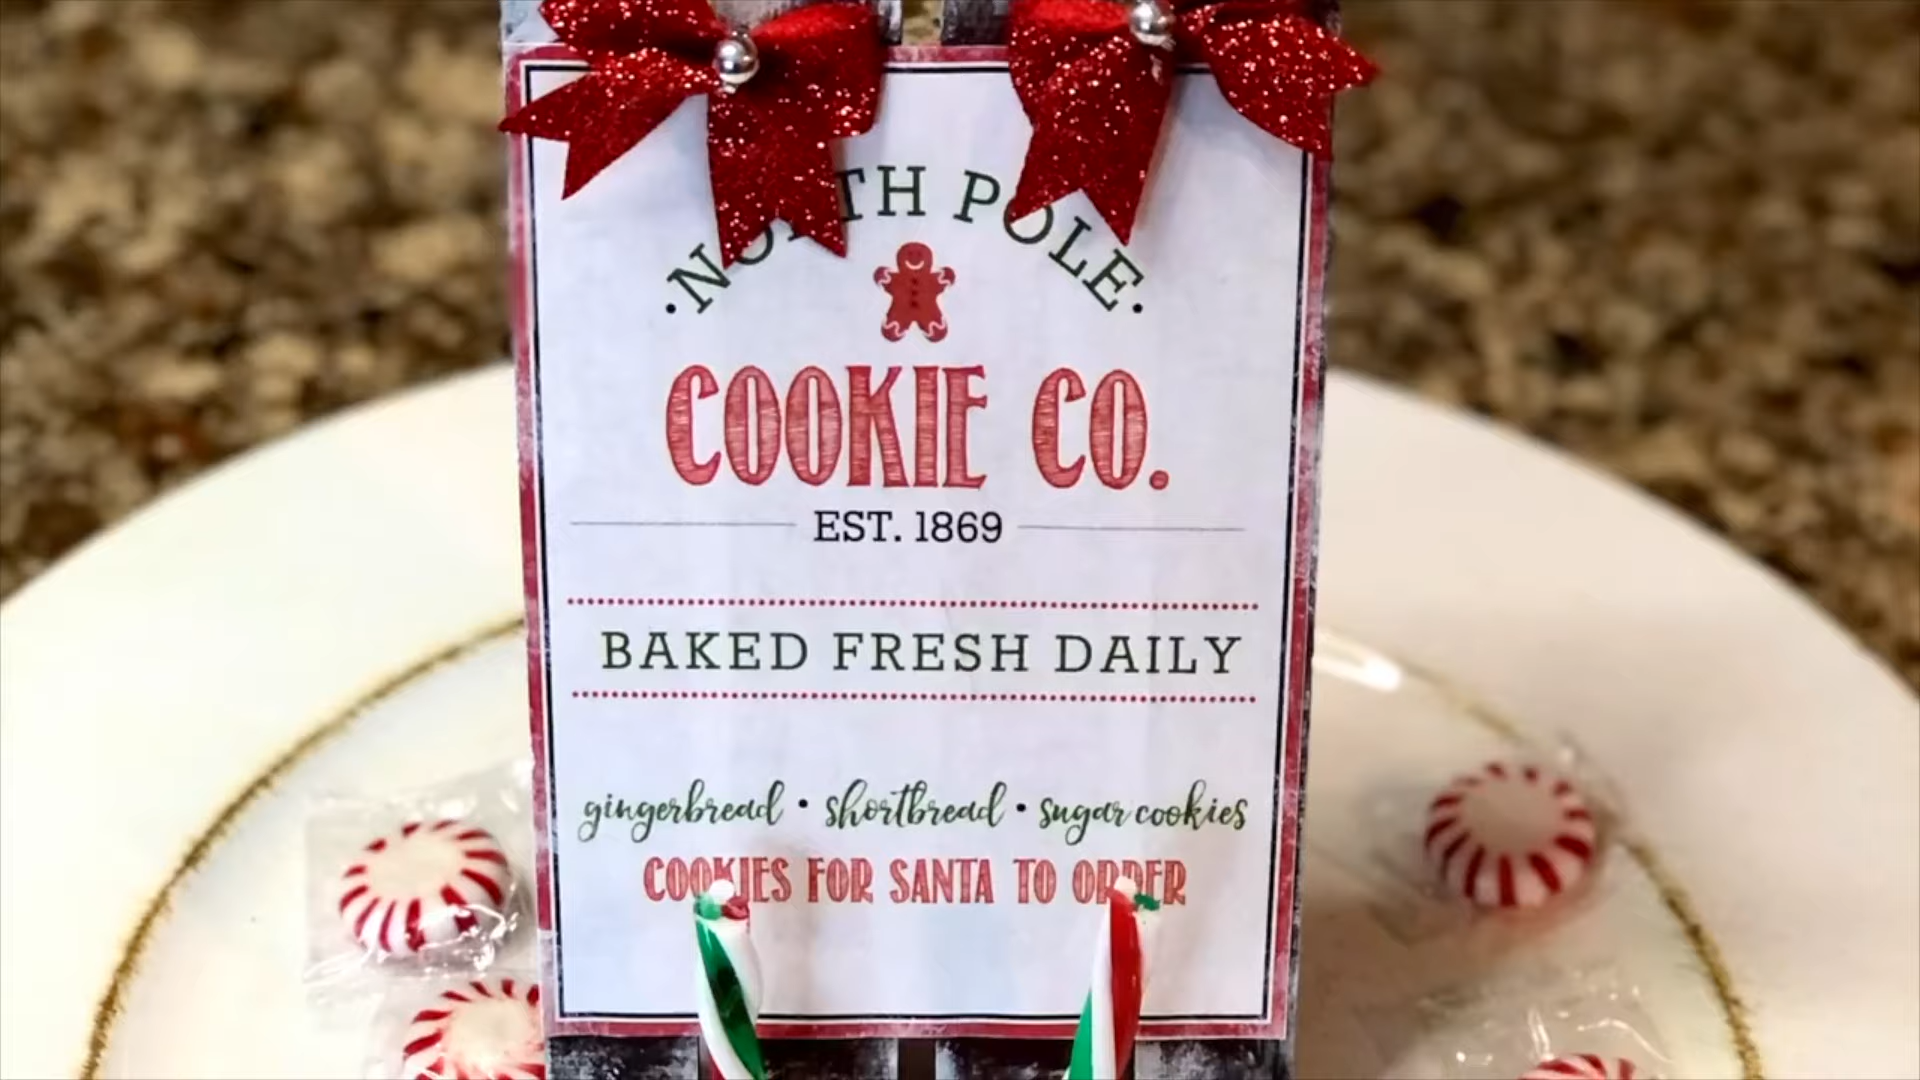 ·NORTH POLE·
COOKIE CO.
EST. 1869
BAKED FRESH DAILY
gingerbread • shortbread • sugar cookies
COOKIES FOR SANTA TO ORDER